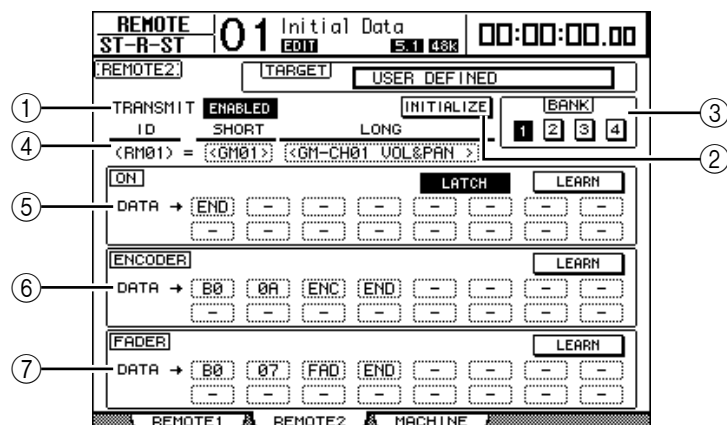 REMOTE
ST-R-ST
01 Initial Data
EDIT 5.1 48k
00:00:00.00
REMOTE2:
TARGET USER DEFINED
① TRANSMIT ENABLED INITIALIZE BANK ③
1 2 3 4
②
ID SHORT LONG
④ (RM01) = <GM01> <GM-CH01 VOL&PAN >
ON LATCH LEARN
⑤ DATA → END - - - - - - -
- - - - - - - -
ENCODER LEARN
⑥ DATA → B0 0A ENC END - - - -
- - - - - - - -
FADER LEARN
⑦ DATA → B0 07 FAD END - - - -
- - - - - - - -
REMOTE1 REMOTE2 MACHINE